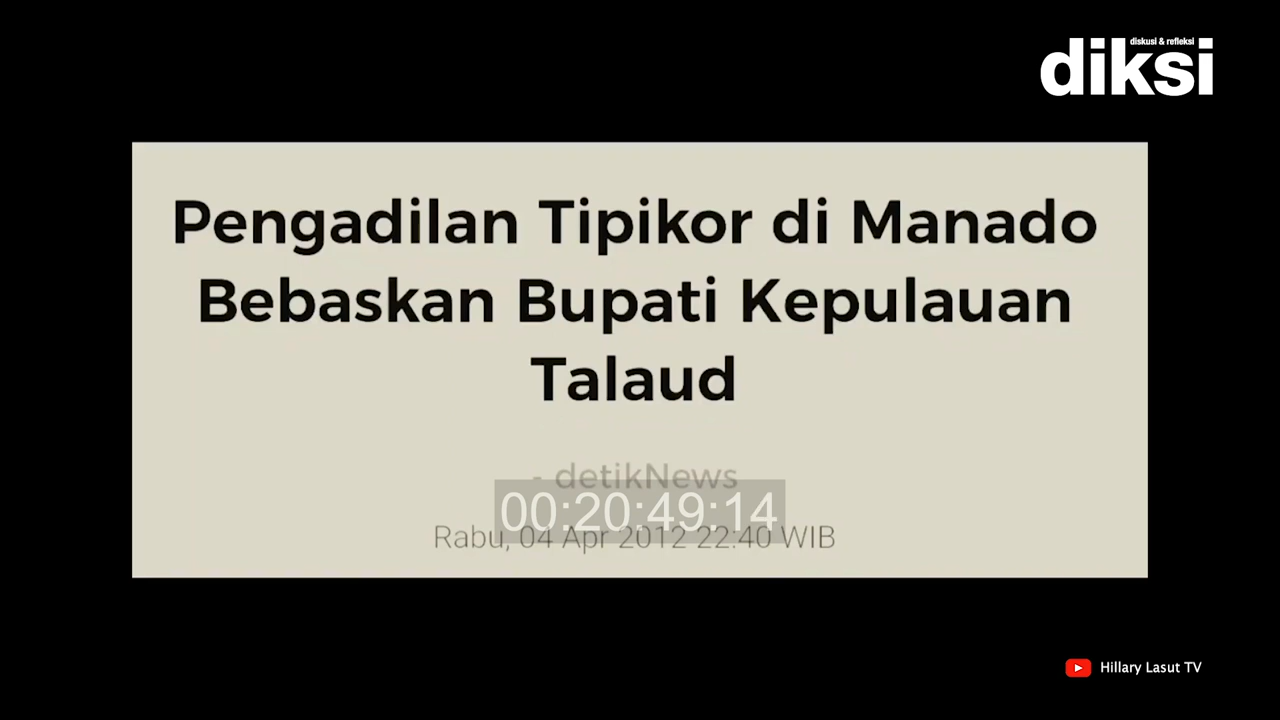 diskusi & refleksi
diksi
Pengadilan Tipikor di Manado
Bebaskan Bupati Kepulauan
Talaud
- detikNews
00:20:49:14
Rabu, 04 Apr 2012 22:40 WIB
Hillary Lasut TV